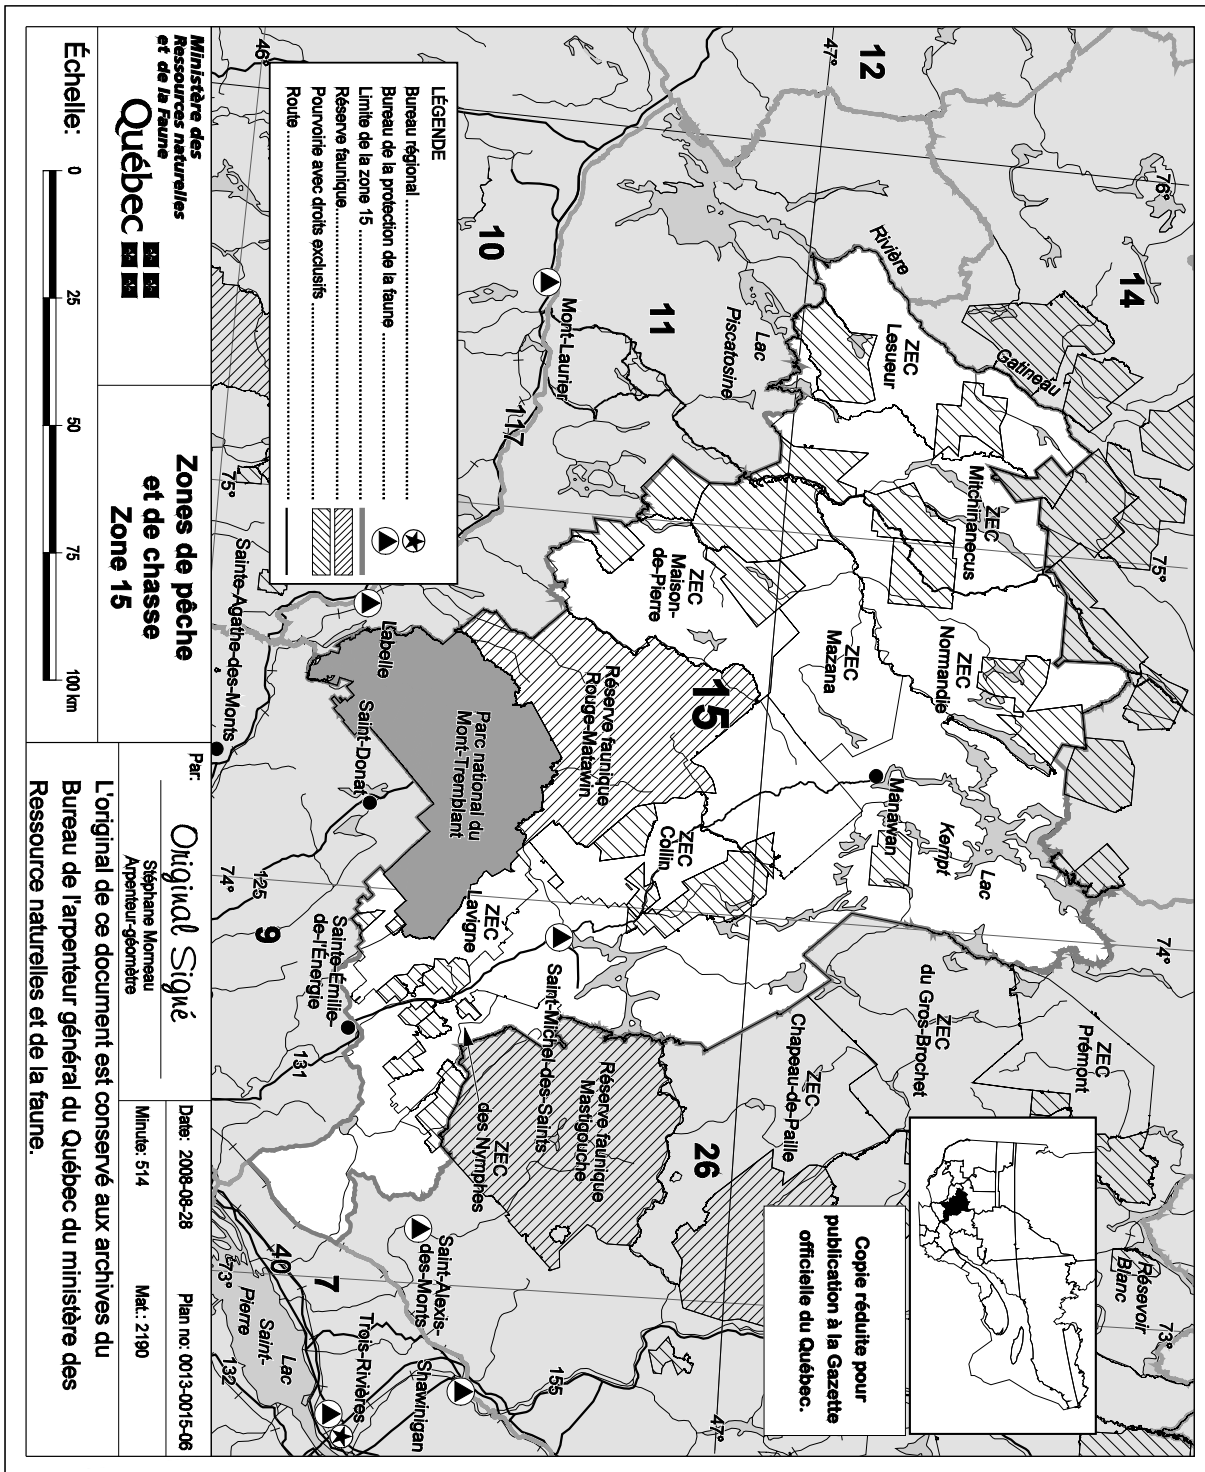 12
14
10
11
15
26
9
7
47°
76°
46°
75°
75°
74°
74°
73°
73°
47°
Rivière
Gatineau
Lac
Piscatosine
ZEC
Lesueur
ZEC
Mitchinanecus
ZEC
Normandie
ZEC
Mazana
ZEC
Maison-
de-Pierre
Réserve faunique
Rouge-Matawin
Parc national du
Mont-Tremblant
ZEC
Collin
ZEC
Lavigne
Manawan
Lac
Kempt
ZEC
du Gros-Brochet
ZEC
Prémont
ZEC
Chapeau-de-Paille
Réserve faunique
Mastigouche
ZEC
des Nymphes
Saint-Michel-des-Saints
Réservoir
Blanc
Mont-Laurier
117
Labelle
Saint-Donat
Sainte-Agathe-des-Monts
125
Sainte-Émilie-
de-l'Énergie
131
Saint-Alexis-
des-Monts
Shawinigan
155
Trois-Rivières
40
132
Lac
Saint-
Pierre
LÉGENDE
Bureau régional
Bureau de la protection de la faune
Limite de la zone 15
Réserve faunique
Pourvoirie avec droits exclusifs
Route
Copie réduite pour
publication à la Gazette
officielle du Québec.
Ministère des
Ressources naturelles
et de la Faune
Québec
Échelle:
0 25 50 75 100 km
Zones de pêche
et de chasse
Zone 15
Par:
Original Signé
Stéphane Morneau
Arpenteur-géomètre
Date: 2008-08-28 Plan no: 0013-0015-06
Minute: 514 Mat.: 2190
L'original de ce document est conservé aux archives du
Bureau de l'arpenteur général du Québec du ministère des
Ressource naturelles et de la faune.